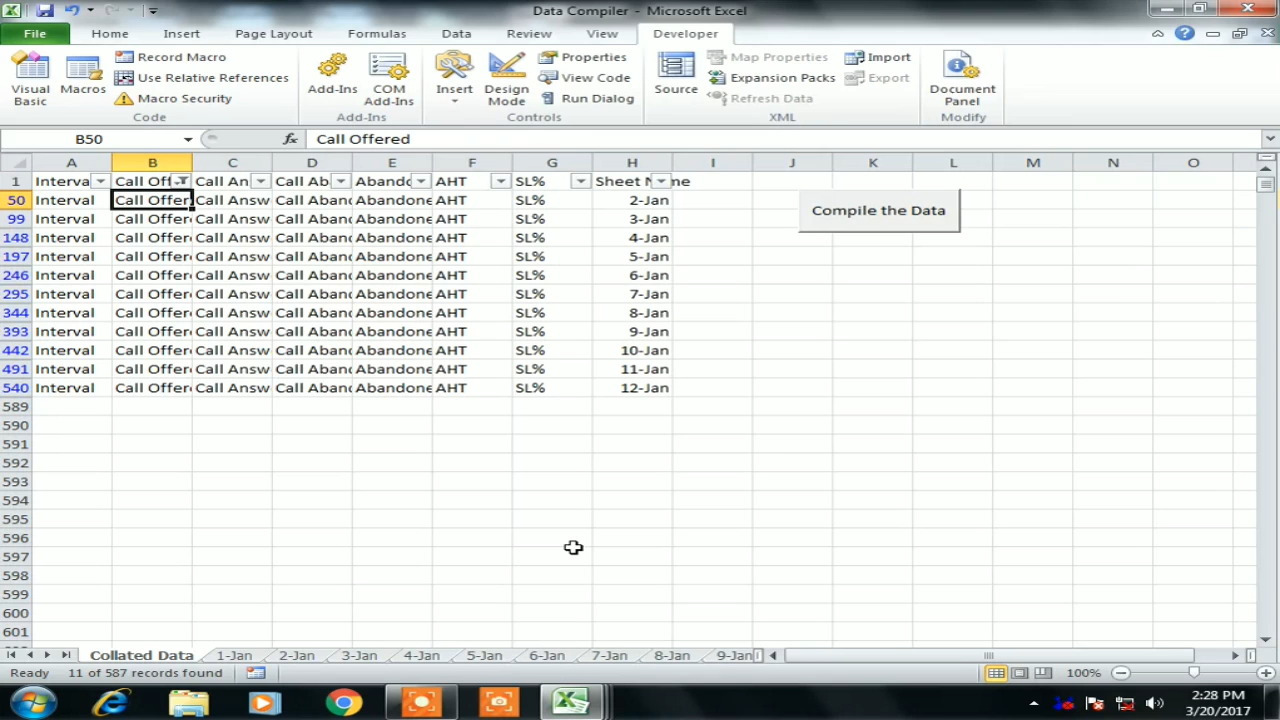 Data Compiler - Microsoft Excel
File Home Insert Page Layout Formulas Data Review View Developer
Visual Basic
Macros
Record Macro
Use Relative References
Macro Security
Code
Add-Ins
COM Add-Ins
Add-Ins
Insert
Design Mode
Properties
View Code
Run Dialog
Controls
Source
Map Properties
Expansion Packs
Refresh Data
Import
Export
XML
Document Panel
Modify
B50 fx Call Offered
A B C D E F G H I J K L M N O
1 Interva Call Off Call An Call Ab Abando AHT SL% Sheet N me
50 Interval Call Offer Call Answ Call Aband Abandone AHT SL% 2-Jan
99 Interval Call Offer Call Answ Call Aband Abandone AHT SL% 3-Jan
148 Interval Call Offer Call Answ Call Aband Abandone AHT SL% 4-Jan
197 Interval Call Offer Call Answ Call Aband Abandone AHT SL% 5-Jan
246 Interval Call Offer Call Answ Call Aband Abandone AHT SL% 6-Jan
295 Interval Call Offer Call Answ Call Aband Abandone AHT SL% 7-Jan
344 Interval Call Offer Call Answ Call Aband Abandone AHT SL% 8-Jan
393 Interval Call Offer Call Answ Call Aband Abandone AHT SL% 9-Jan
442 Interval Call Offer Call Answ Call Aband Abandone AHT SL% 10-Jan
491 Interval Call Offer Call Answ Call Aband Abandone AHT SL% 11-Jan
540 Interval Call Offer Call Answ Call Aband Abandone AHT SL% 12-Jan
Compile the Data
589
590
591
592
593
594
595
596
597
598
599
600
601
Collated Data 1-Jan 2-Jan 3-Jan 4-Jan 5-Jan 6-Jan 7-Jan 8-Jan 9-Jan
Ready 11 of 587 records found 100%
2:28 PM
3/20/2017